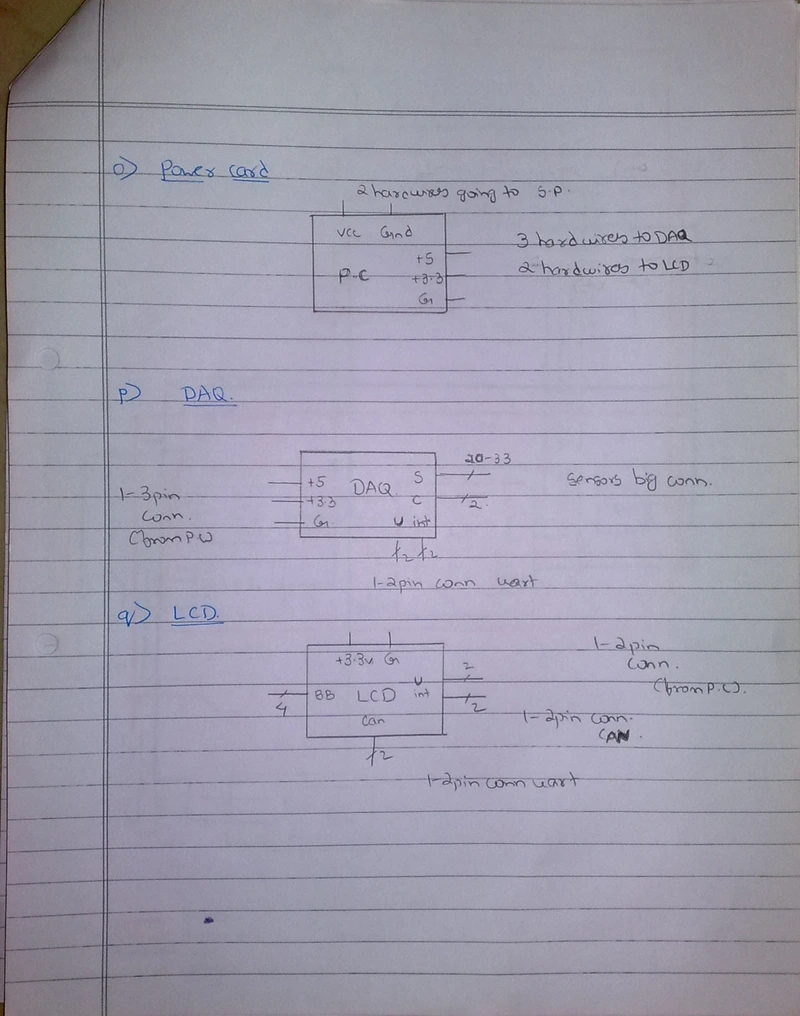 o) Power card
2 hardwires going to S.P.
Vcc Gnd
3 hardwires to DAQ
+5
2 hardwires to LCD
P.C +3.3
G
p) DAQ.
20-33
S
+5 DAQ sensors big conn.
1-3pin +3.3 C 2
conn. G U int
(from P.C)
2 2
1-2pin conn uart
q) LCD.
1-2pin
+3.3v G conn.
U 2
(from P.C).
BB LCD int
4 2
Can 1-2pin conn.
CAN.
2
1-2pin conn uart